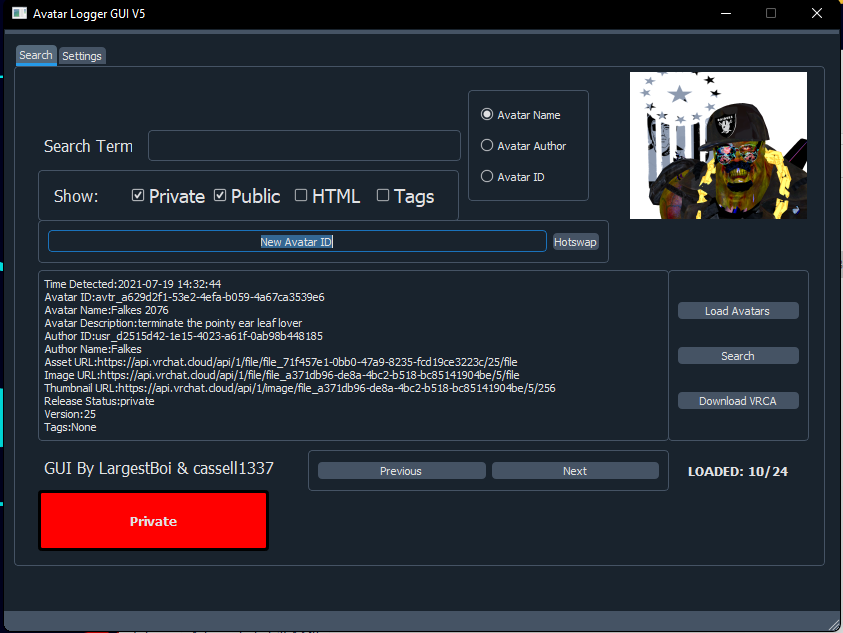 Avatar Logger GUI V5
Search Settings
Avatar Name
Search Term
Avatar Author
Avatar ID
Show: Private Public HTML Tags
New Avatar ID Hotswap
Time Detected:2021-07-19 14:32:44
Avatar ID:avtr_a629d2f1-53e2-4efa-b059-4a67ca3539e6
Avatar Name:Falkes 2076
Avatar Description:terminate the pointy ear leaf lover
Author ID:usr_d2515d42-1e15-4023-a61f-0ab98b448185
Author Name:Falkes
Asset URL:https://api.vrchat.cloud/api/1/file/file_71f457e1-0bb0-47a9-8235-fcd19ce3223c/25/file
Image URL:https://api.vrchat.cloud/api/1/file/file_a371db96-de8a-4bc2-b518-bc85141904be/5/file
Thumbnail URL:https://api.vrchat.cloud/api/1/image/file_a371db96-de8a-4bc2-b518-bc85141904be/5/256
Release Status:private
Version:25
Tags:None
Load Avatars
Search
Download VRCA
GUI By LargestBoi & cassell1337
Previous Next
LOADED: 10/24
Private